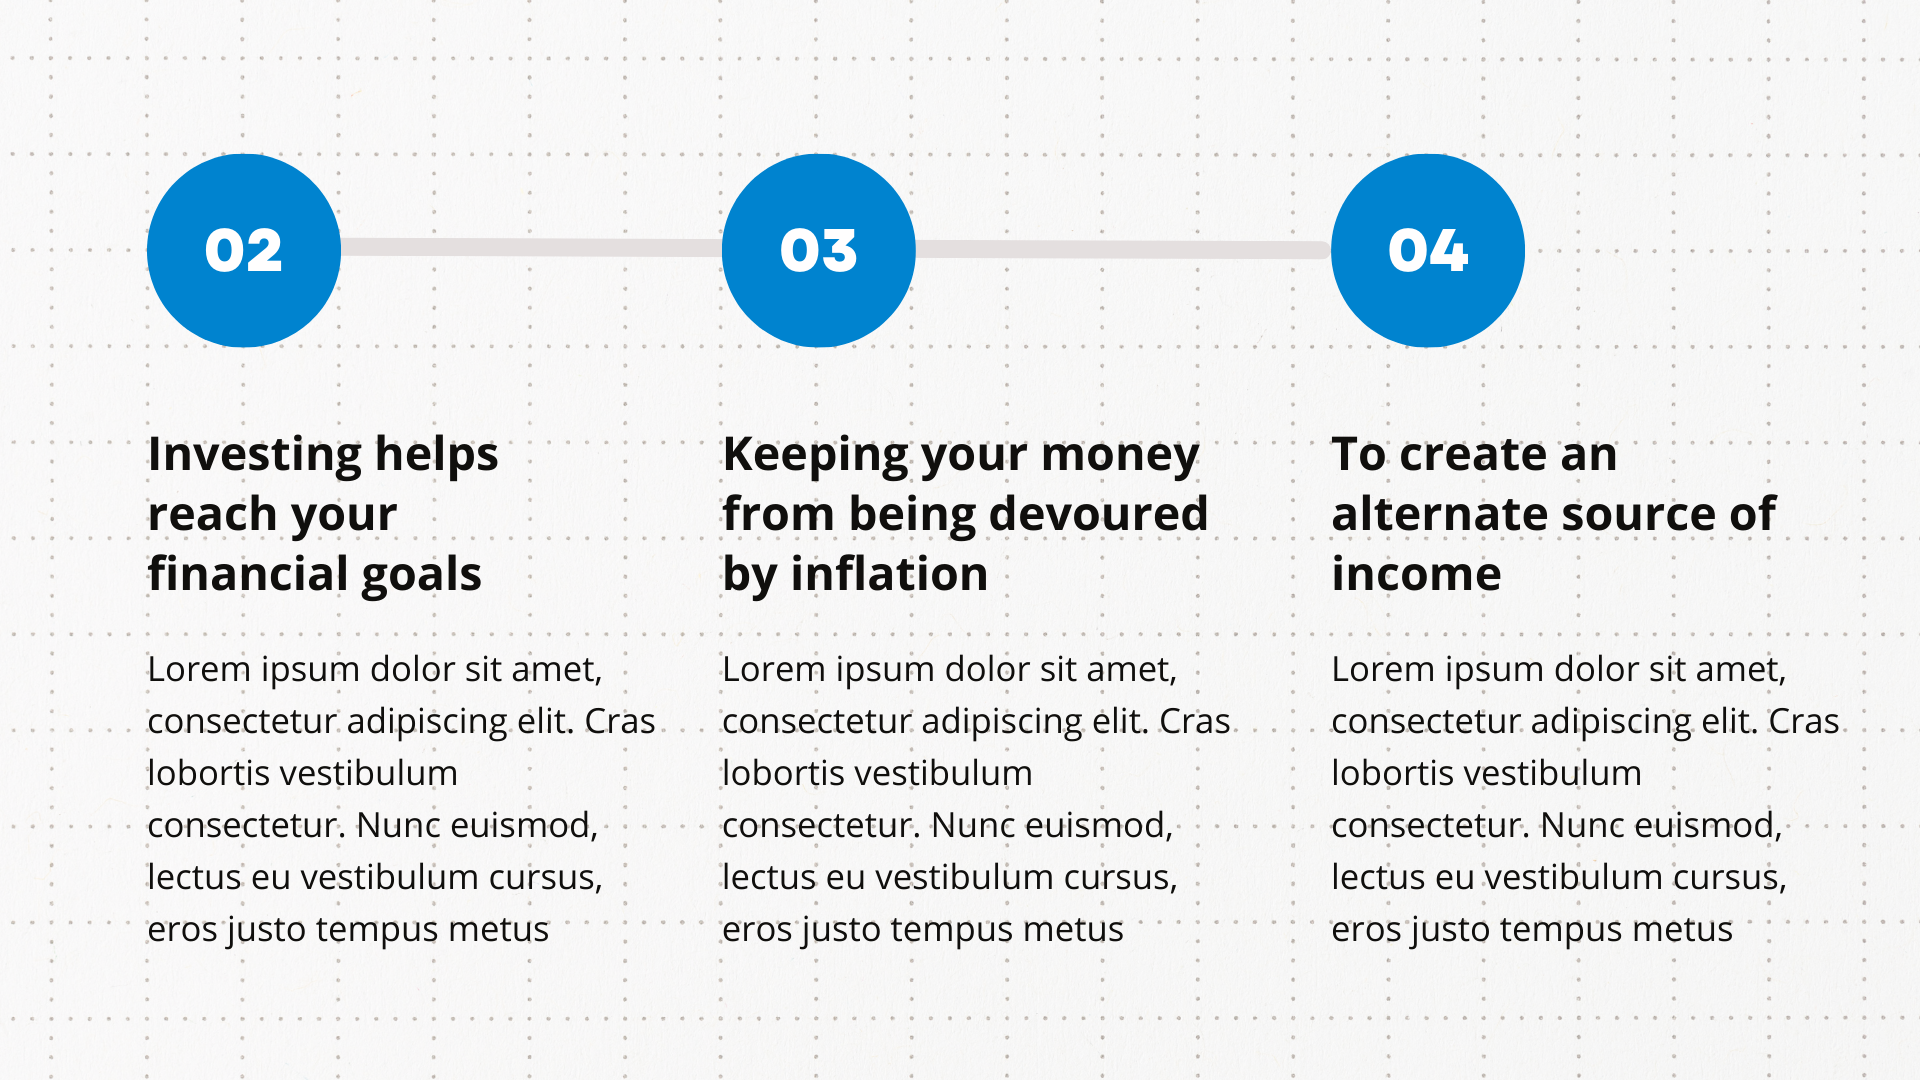 02
03
04
Investing helps
reach your
financial goals
Lorem ipsum dolor sit amet,
consectetur adipiscing elit. Cras
lobortis vestibulum
consectetur. Nunc euismod,
lectus eu vestibulum cursus,
eros justo tempus metus
Keeping your money
from being devoured
by inflation
Lorem ipsum dolor sit amet,
consectetur adipiscing elit. Cras
lobortis vestibulum
consectetur. Nunc euismod,
lectus eu vestibulum cursus,
eros justo tempus metus
To create an
alternate source of
income
Lorem ipsum dolor sit amet,
consectetur adipiscing elit. Cras
lobortis vestibulum
consectetur. Nunc euismod,
lectus eu vestibulum cursus,
eros justo tempus metus